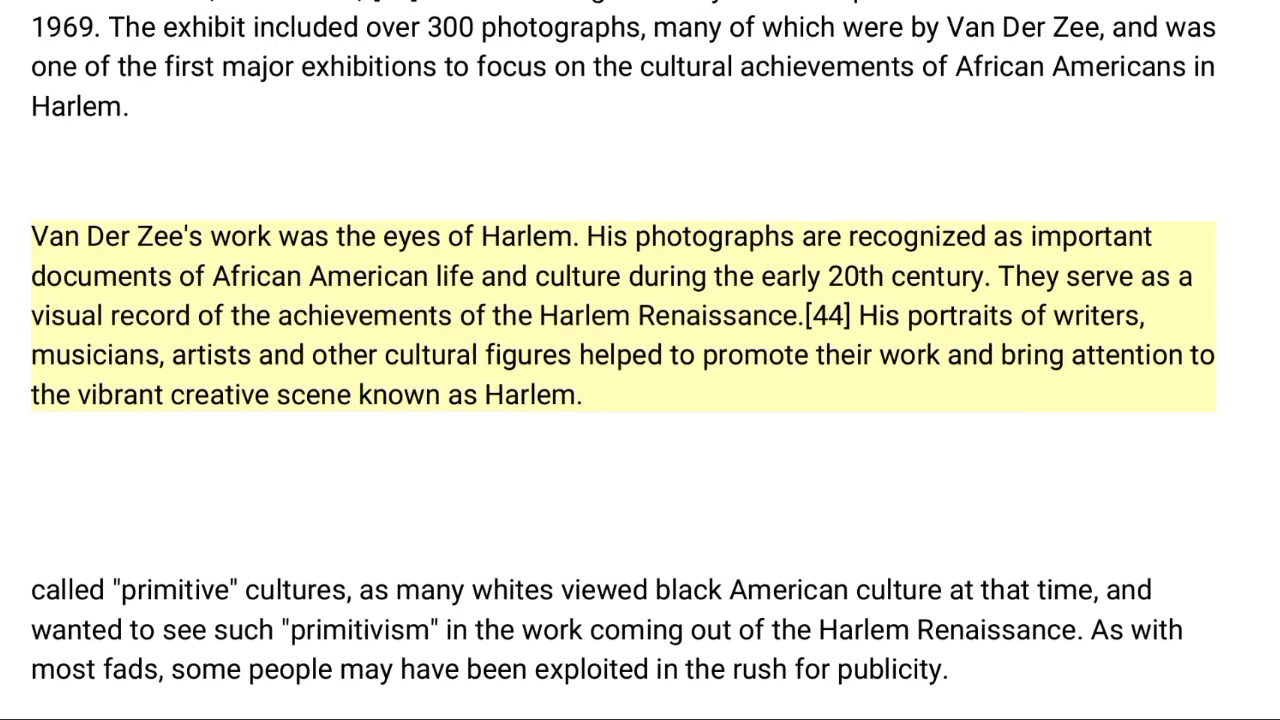 1969. The exhibit included over 300 photographs, many of which were by Van Der Zee, and was
one of the first major exhibitions to focus on the cultural achievements of African Americans in
Harlem.
Van Der Zee's work was the eyes of Harlem. His photographs are recognized as important
documents of African American life and culture during the early 20th century. They serve as a
visual record of the achievements of the Harlem Renaissance.[44] His portraits of writers,
musicians, artists and other cultural figures helped to promote their work and bring attention to
the vibrant creative scene known as Harlem.
called "primitive" cultures, as many whites viewed black American culture at that time, and
wanted to see such "primitivism" in the work coming out of the Harlem Renaissance. As with
most fads, some people may have been exploited in the rush for publicity.